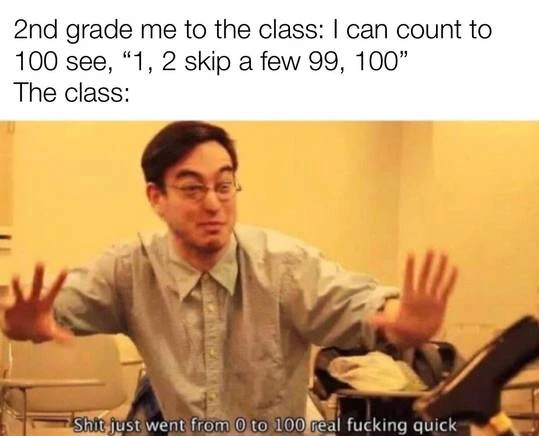 2nd grade me to the class: I can count to
100 see, “1, 2 skip a few 99, 100”
The class:
Shit just went from 0 to 100 real fucking quick